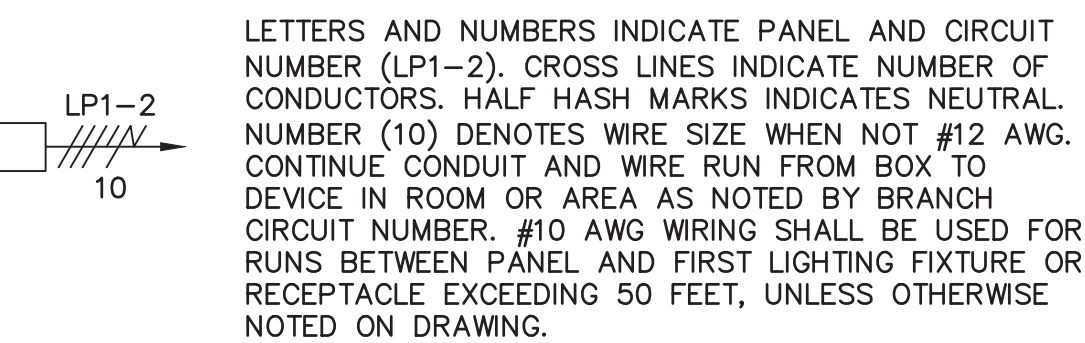 LP1-2
10
LETTERS AND NUMBERS INDICATE PANEL AND CIRCUIT
NUMBER (LP1-2). CROSS LINES INDICATE NUMBER OF
CONDUCTORS. HALF HASH MARKS INDICATES NEUTRAL.
NUMBER (10) DENOTES WIRE SIZE WHEN NOT #12 AWG.
CONTINUE CONDUIT AND WIRE RUN FROM BOX TO
DEVICE IN ROOM OR AREA AS NOTED BY BRANCH
CIRCUIT NUMBER. #10 AWG WIRING SHALL BE USED FOR
RUNS BETWEEN PANEL AND FIRST LIGHTING FIXTURE OR
RECEPTACLE EXCEEDING 50 FEET, UNLESS OTHERWISE
NOTED ON DRAWING.